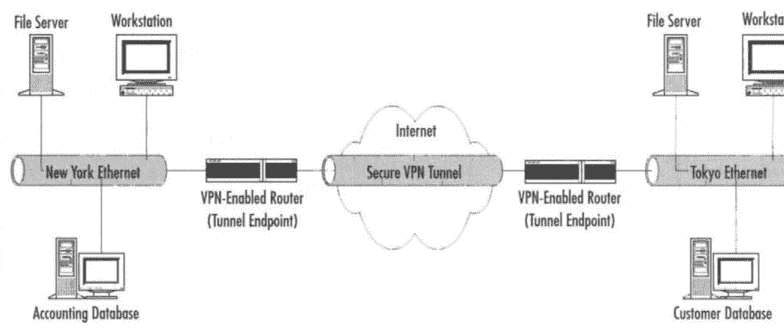 File Server
Workstation
File Server
Internet
New York Ethernet
Secure VPN Tunnel
Tokyo Ethernet
VPN-Enabled Router
(Tunnel Endpoint)
VPN-Enabled Router
(Tunnel Endpoint)
Accounting Database
Customer Database